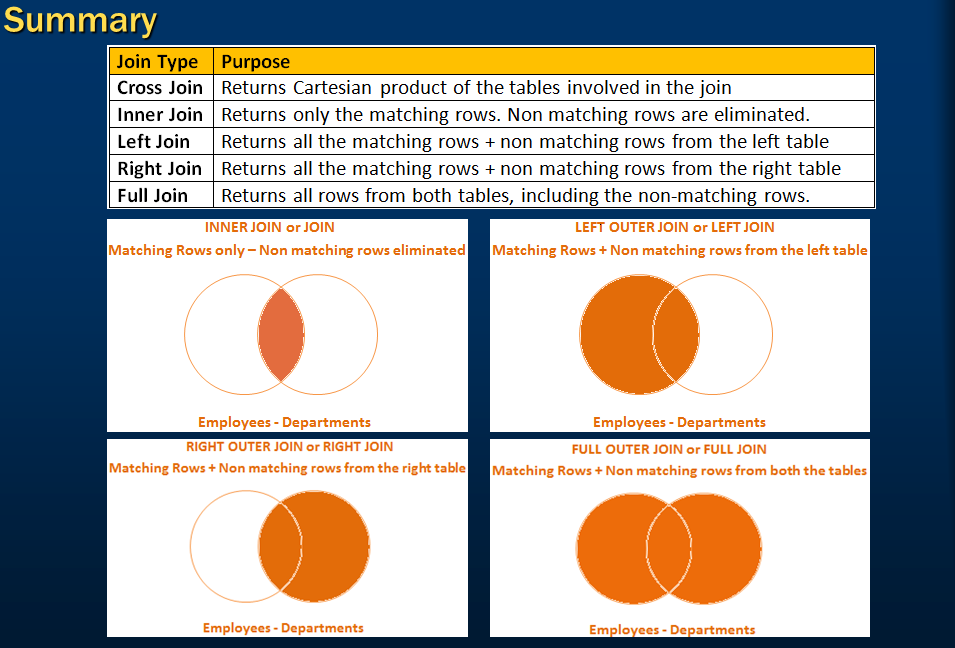 Summary
Join Type Purpose
Cross Join Returns Cartesian product of the tables involved in the join
Inner Join Returns only the matching rows. Non matching rows are eliminated.
Left Join Returns all the matching rows + non matching rows from the left table
Right Join Returns all the matching rows + non matching rows from the right table
Full Join Returns all rows from both tables, including the non-matching rows.
INNER JOIN or JOIN
Matching Rows only – Non matching rows eliminated
Employees - Departments
LEFT OUTER JOIN or LEFT JOIN
Matching Rows + Non matching rows from the left table
Employees - Departments
RIGHT OUTER JOIN or RIGHT JOIN
Matching Rows + Non matching rows from the right table
Employees - Departments
FULL OUTER JOIN or FULL JOIN
Matching Rows + Non matching rows from both the tables
Employees - Departments